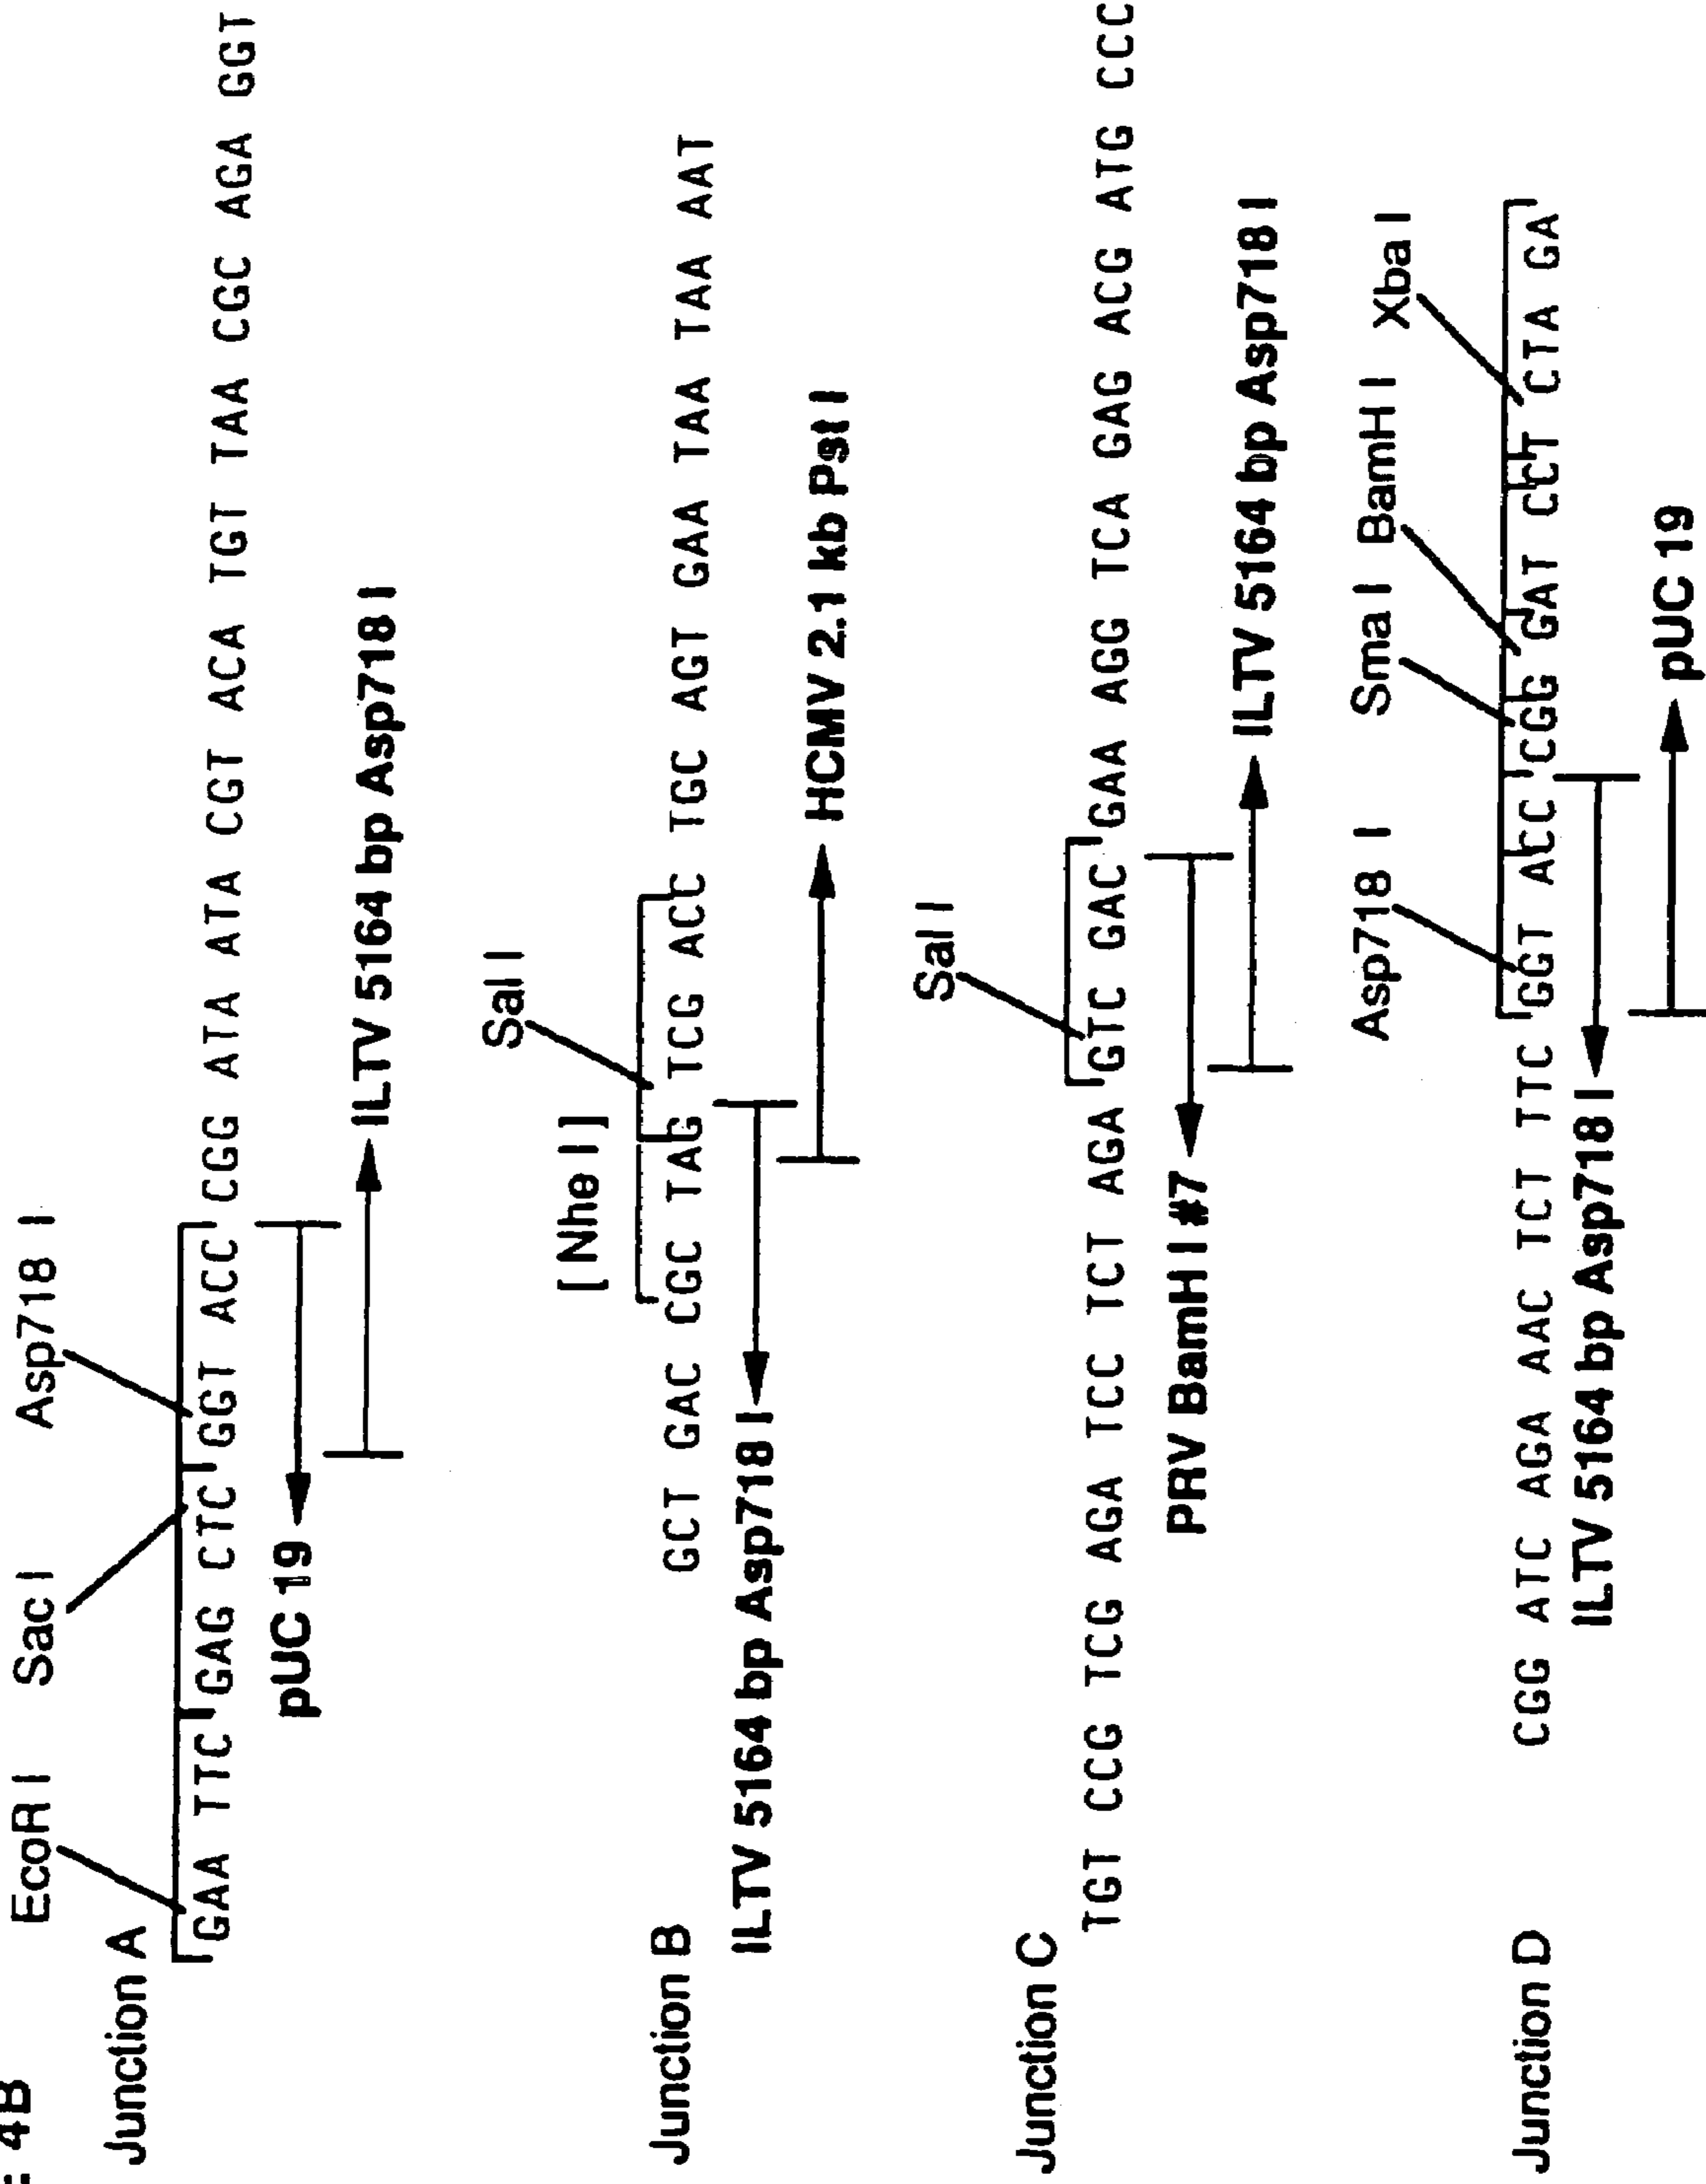 : 4B
EcoR I Sac I Asp718 I
Junction A
GAA TTC GAG CTC GGT ACC CGG ATA ATA CGT ACA TGT TAA CGC AGA GGT
pUC 19
ILTV 5164 bp Asp718 I
[Nhe I] Sal I
Junction B
GCT GAC CGC TAG TCG ACC TGC AGT GAA TAA TAA AAT
ILTV 5164 bp Asp718 I
HCMV 2.1 kb Pst I
Sal I
Junction C
TGT CCG TCG AGA TCC TCT AGA GTC GAC GAA AGG TCA GAG ACG ATG CCC
PRV BamH I #7
ILTV 5164 bp Asp718 I
Asp718 I Sma I BamH I Xba I
Junction D
CGG ATC AGA AAC TCT TTC GGT ACC CGG GAT CCT CTA GA
ILTV 5164 bp Asp718 I
pUC 19